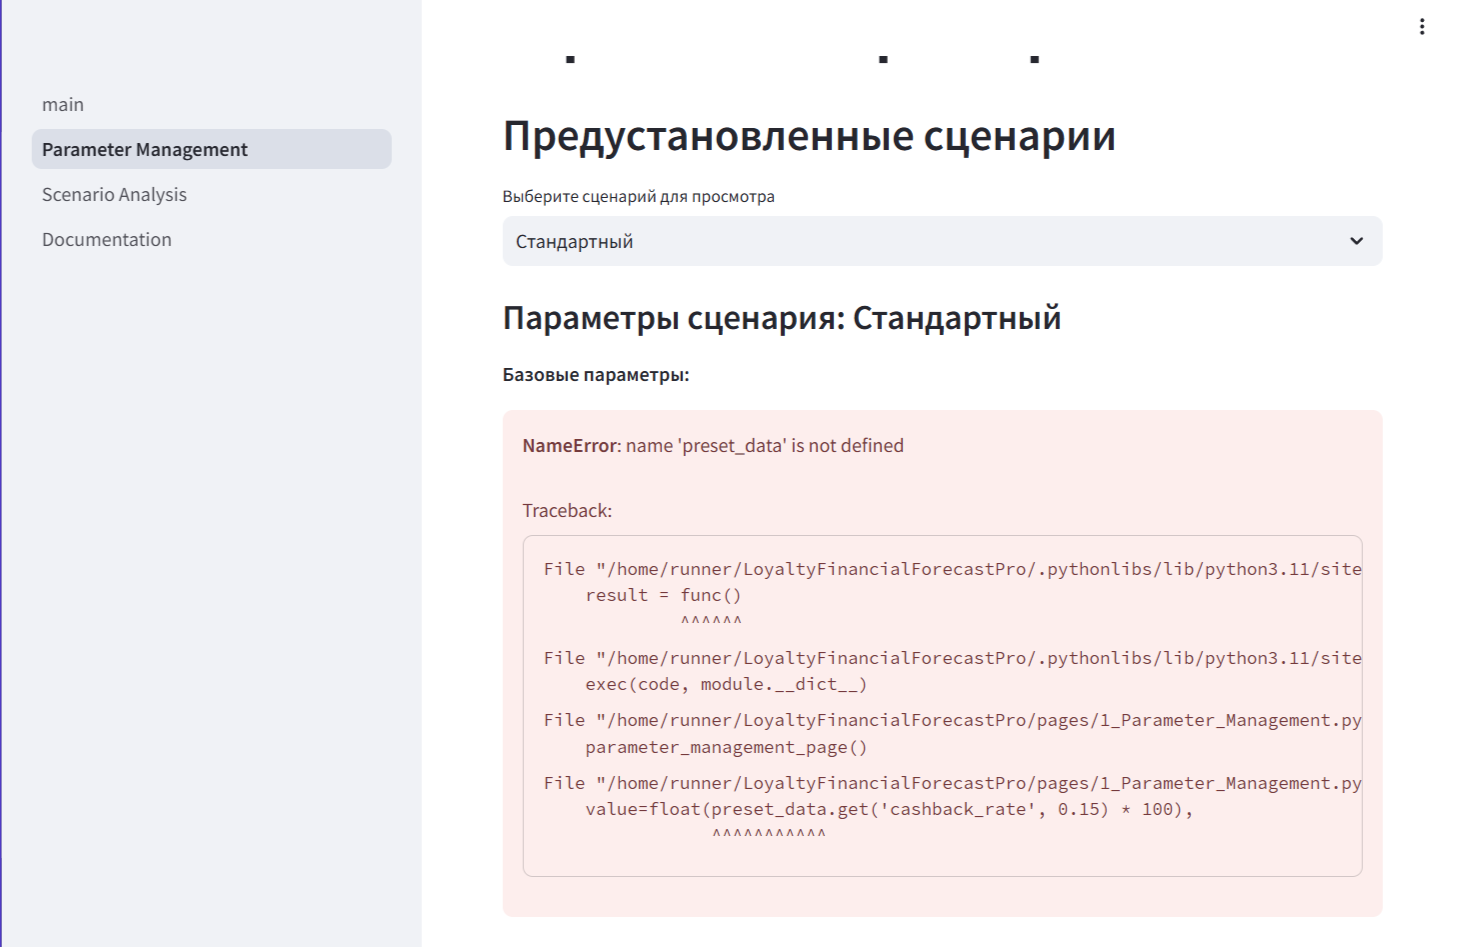 main
Parameter Management
Scenario Analysis
Documentation
Предустановленные сценарии
Выберите сценарий для просмотра
Стандартный
Параметры сценария: Стандартный
Базовые параметры:
NameError: name 'preset_data' is not defined
Traceback:
File "/home/runner/LoyaltyFinancialForecastPro/.pythonlibs/lib/python3.11/site
result = func()
^^^^^^
File "/home/runner/LoyaltyFinancialForecastPro/.pythonlibs/lib/python3.11/site
exec(code, module.__dict__)
File "/home/runner/LoyaltyFinancialForecastPro/pages/1_Parameter_Management.py
parameter_management_page()
File "/home/runner/LoyaltyFinancialForecastPro/pages/1_Parameter_Management.py
value=float(preset_data.get('cashback_rate', 0.15) * 100),
^^^^^^^^^^^